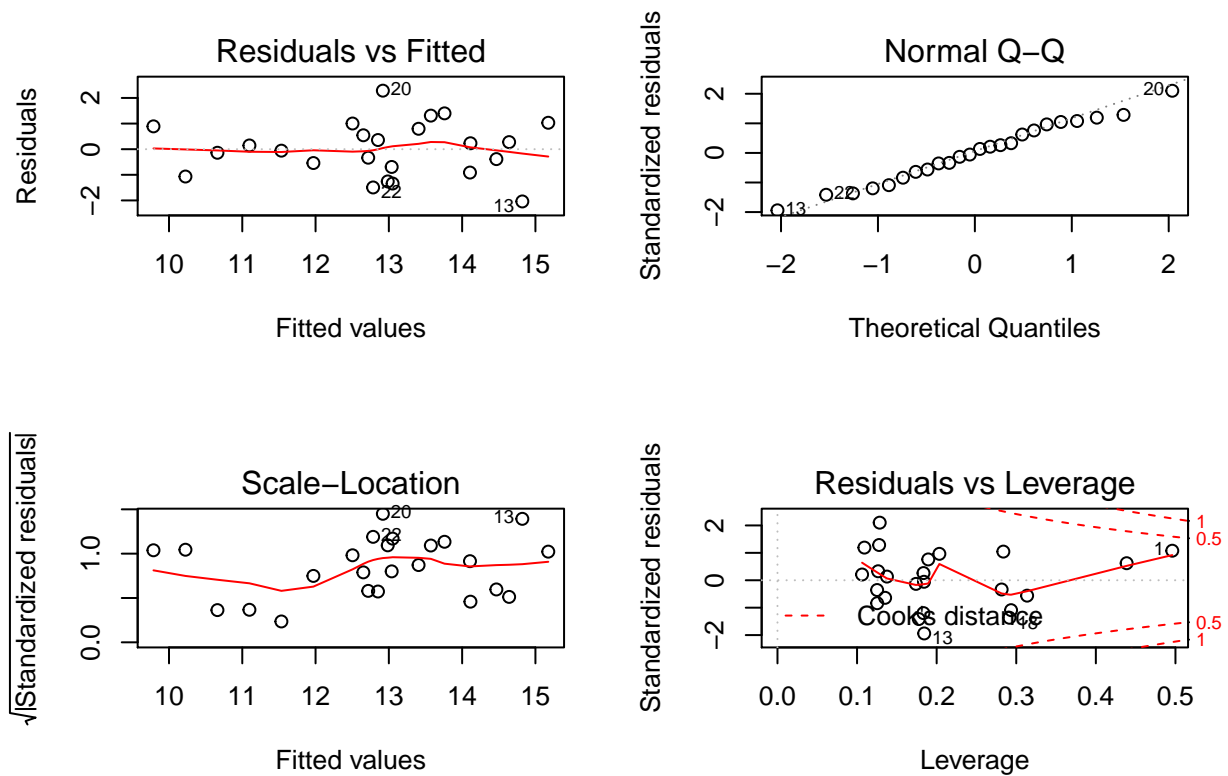 Residuals vs Fitted
Residuals
2
0
−2
20
22
13
10 11 12 13 14 15
Fitted values
Normal Q−Q
Standardized residuals
2
0
−2
20
22
13
−2 −1 0 1 2
Theoretical Quantiles
Scale−Location
√|Standardized residuals|
1.0
0.0
20
22
13
10 11 12 13 14 15
Fitted values
Residuals vs Leverage
Standardized residuals
2
0
−2
1
0.5
1
Cook's distance
18
13
0.5
1
0.0 0.1 0.2 0.3 0.4 0.5
Leverage